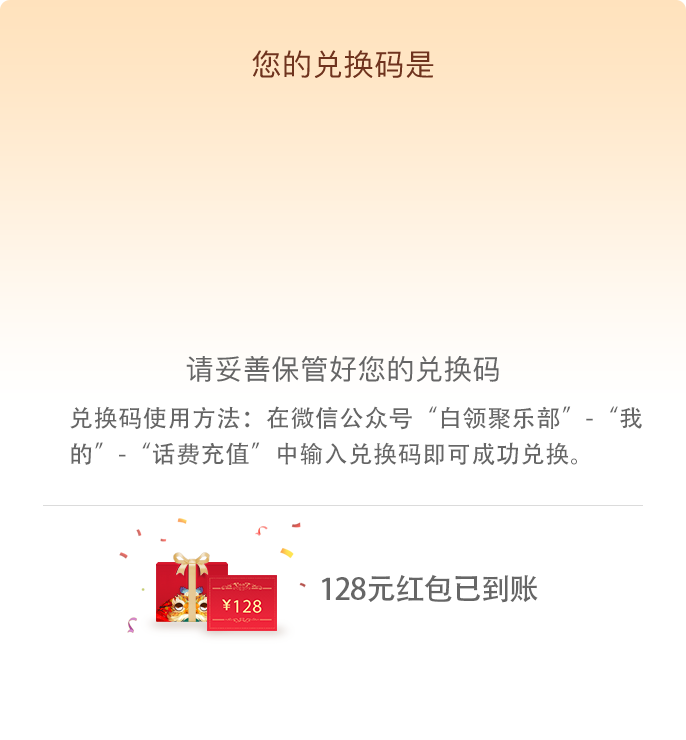 您的兑换码是
请妥善保管好您的兑换码
兑换码使用方法：在微信公众号“白领聚乐部”-“我
的”-“话费充值”中输入兑换码即可成功兑换。
¥128
128元红包已到账